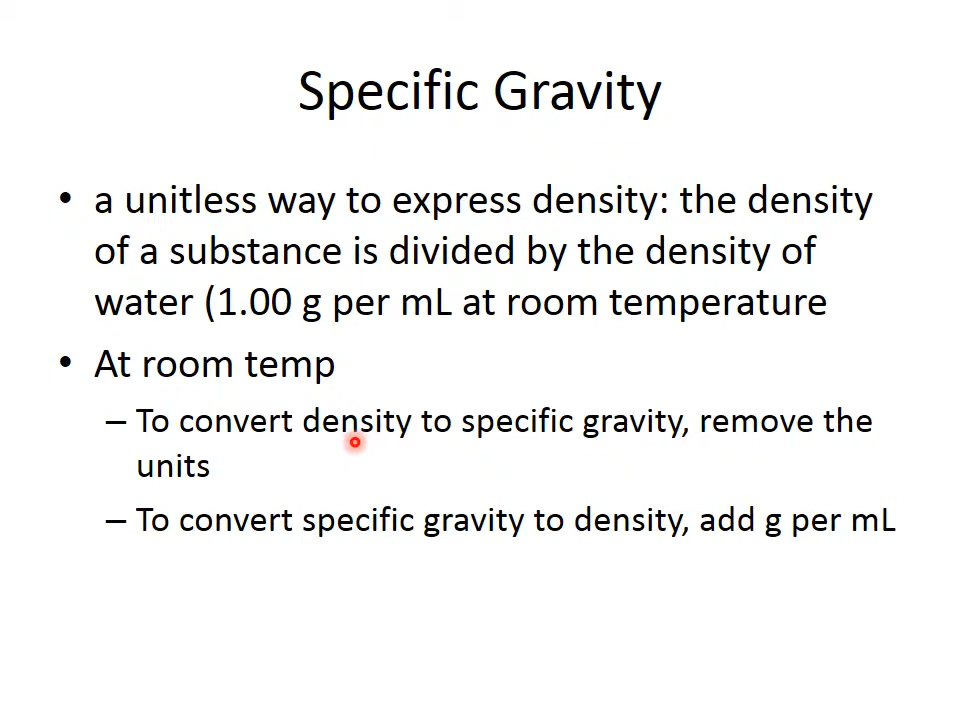 Specific Gravity
• a unitless way to express density: the density
of a substance is divided by the density of
water (1.00 g per mL at room temperature
• At room temp
– To convert density to specific gravity, remove the
units
– To convert specific gravity to density, add g per mL